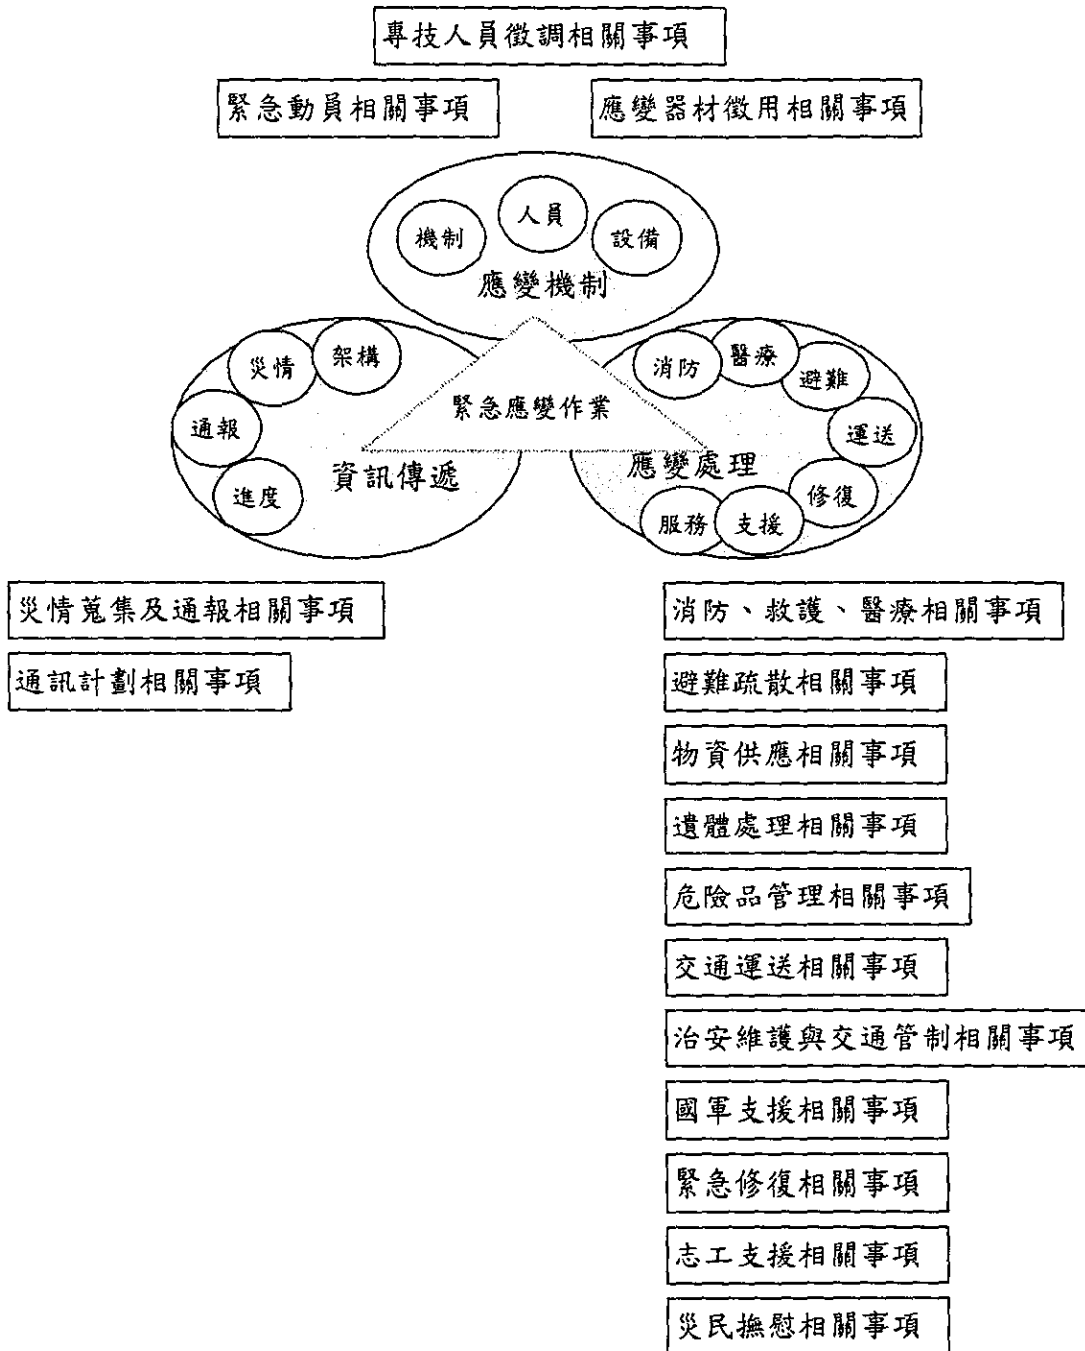 專技人員徵調相關事項
緊急動員相關事項
應變器材徵用相關事項
機制
人員
設備
應變機制
災情
架構
通報
進度
資訊傳遞
緊急應變作業
消防
醫療
避難
運送
修復
支援
服務
應變處理
災情蒐集及通報相關事項
通訊計劃相關事項
消防、救護、醫療相關事項
避難疏散相關事項
物資供應相關事項
遺體處理相關事項
危險品管理相關事項
交通運送相關事項
治安維護與交通管制相關事項
國軍支援相關事項
緊急修復相關事項
志工支援相關事項
災民撫慰相關事項